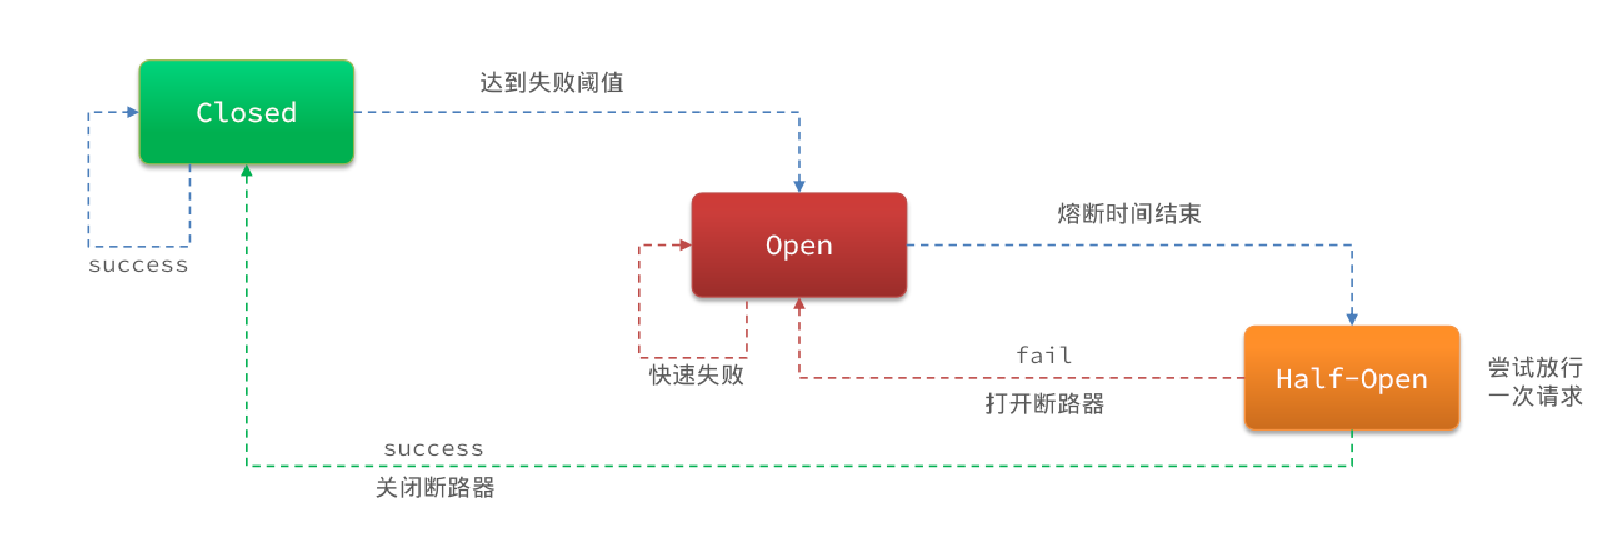 达到失败阈值
Closed
success
熔断时间结束
Open
快速失败
fail
打开断路器
Half-Open
尝试放行
一次请求
success
关闭断路器